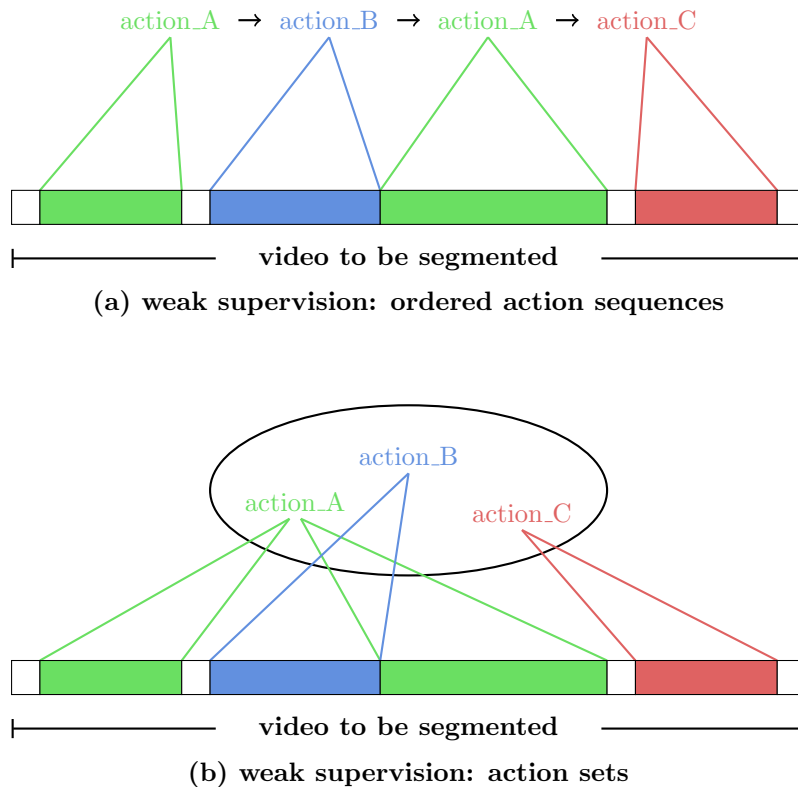 action_A → action_B → action_A → action_C
video to be segmented
(a) weak supervision: ordered action sequences
action_B
action_A
action_C
video to be segmented
(b) weak supervision: action sets